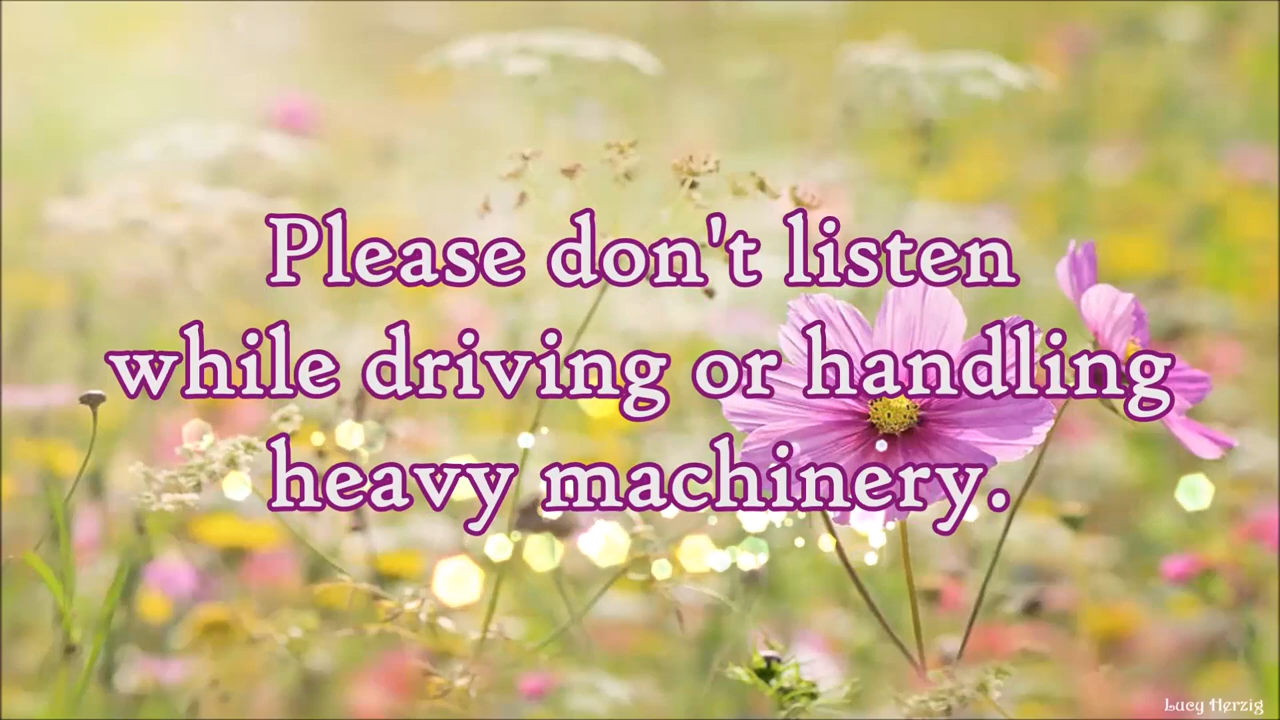 Please don't listen
while driving or handling
heavy machinery.
Lucy Herzig